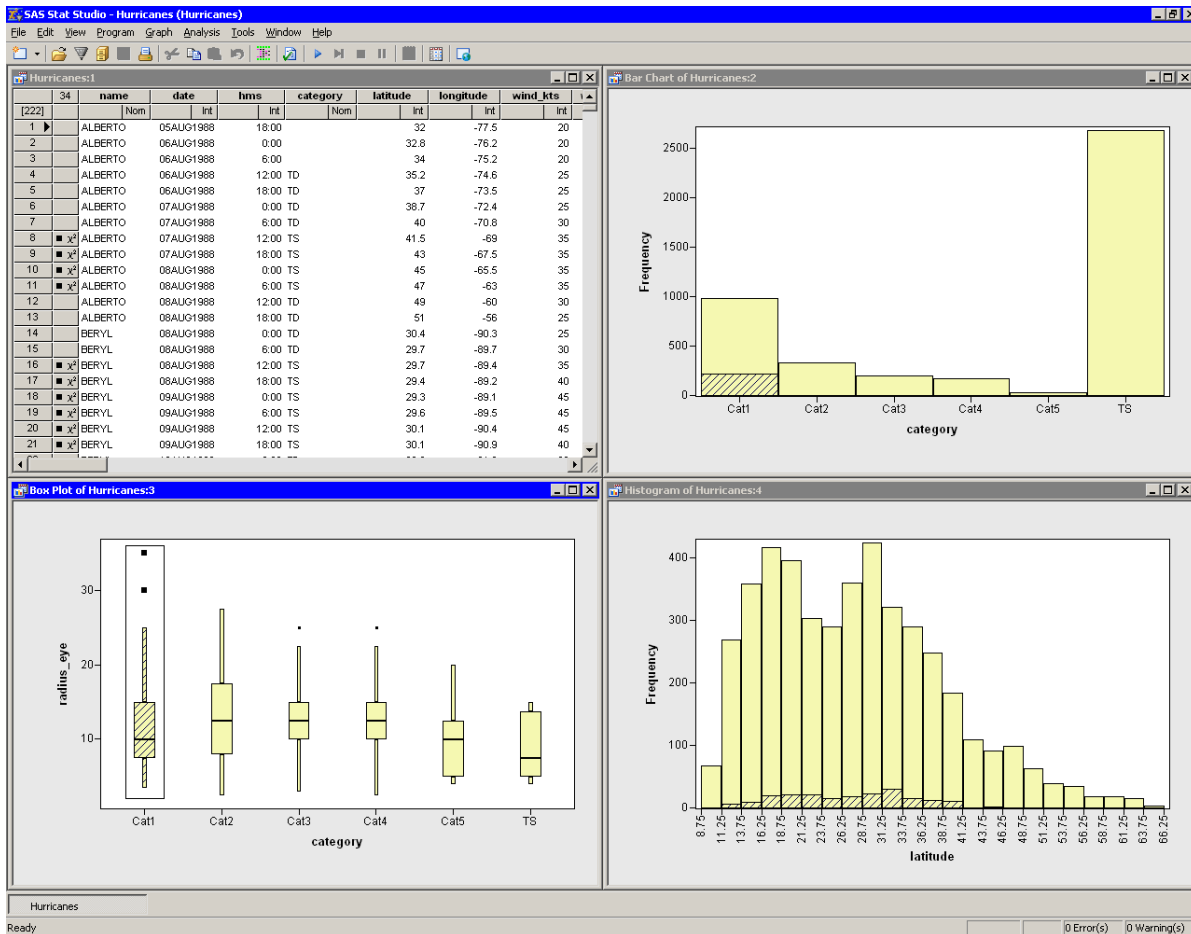 SAS Stat Studio - Hurricanes (Hurricanes)
File Edit View Program Graph Analysis Tools Window Help
Hurricanes:1
34 name date hms category latitude longitude wind_kts
[222] Nom Int Int Nom Int Int Int
1 ALBERTO 05AUG1988 18:00 32 -77.5 20
2 ALBERTO 06AUG1988 0:00 32.8 -76.2 20
3 ALBERTO 06AUG1988 6:00 34 -75.2 20
4 ALBERTO 06AUG1988 12:00 TD 35.2 -74.6 25
5 ALBERTO 06AUG1988 18:00 TD 37 -73.5 25
6 ALBERTO 07AUG1988 0:00 TD 38.7 -72.4 25
7 ALBERTO 07AUG1988 6:00 TD 40 -70.8 30
8 χ² ALBERTO 07AUG1988 12:00 TS 41.5 -69 35
9 χ² ALBERTO 07AUG1988 18:00 TS 43 -67.5 35
10 χ² ALBERTO 08AUG1988 0:00 TS 45 -65.5 35
11 χ² ALBERTO 08AUG1988 6:00 TS 47 -63 35
12 ALBERTO 08AUG1988 12:00 TD 49 -60 30
13 ALBERTO 08AUG1988 18:00 TD 51 -56 25
14 BERYL 08AUG1988 0:00 TD 30.4 -90.3 25
15 BERYL 08AUG1988 6:00 TD 29.7 -89.7 30
16 χ² BERYL 08AUG1988 12:00 TS 29.7 -89.4 35
17 χ² BERYL 08AUG1988 18:00 TS 29.4 -89.2 40
18 χ² BERYL 09AUG1988 0:00 TS 29.3 -89.1 45
19 χ² BERYL 09AUG1988 6:00 TS 29.6 -89.5 45
20 χ² BERYL 09AUG1988 12:00 TS 30.1 -90.4 45
21 χ² BERYL 09AUG1988 18:00 TS 30.1 -90.9 40
Bar Chart of Hurricanes:2
Frequency
2500
2000
1500
1000
500
0
Cat1 Cat2 Cat3 Cat4 Cat5 TS
category
Box Plot of Hurricanes:3
radius_eye
30
20
10
Cat1 Cat2 Cat3 Cat4 Cat5 TS
category
Histogram of Hurricanes:4
Frequency
400
300
200
100
0
8.75 11.25 13.75 16.25 18.75 21.25 23.75 26.25 28.75 31.25 33.75 36.25 38.75 41.25 43.75 46.25 48.75 51.25 53.75 56.25 58.75 61.25 63.75 66.25
latitude
Hurricanes
Ready
0 Error(s) 0 Warning(s)